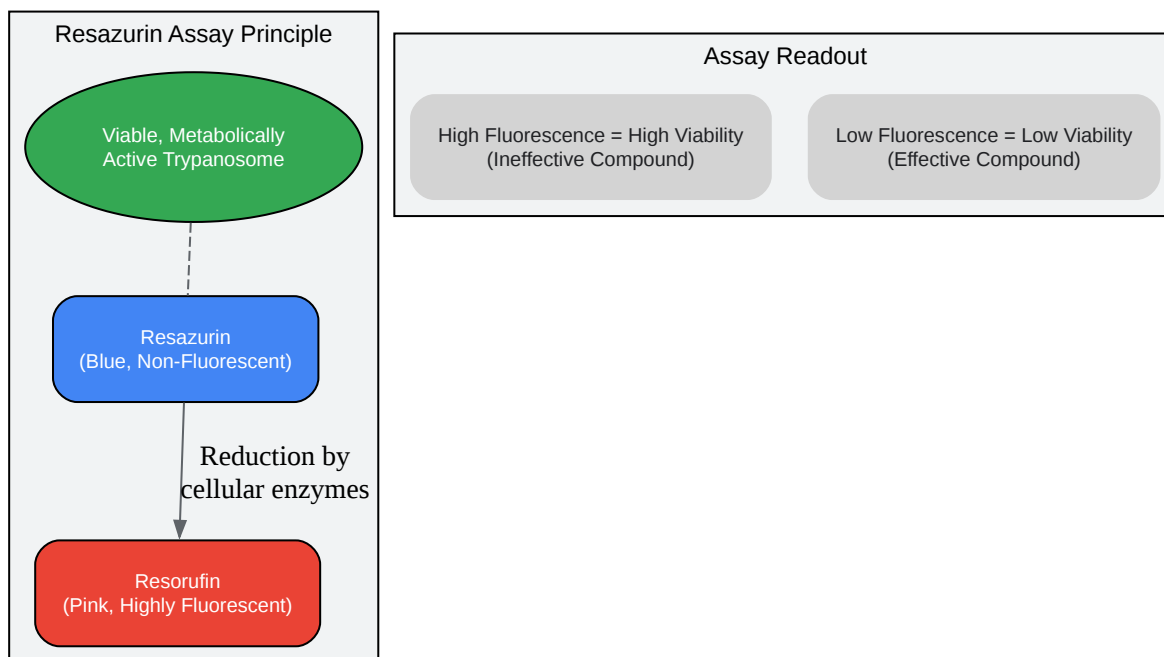 Resazurin Assay Principle
Viable, Metabolically
Active Trypanosome
Resazurin
(Blue, Non-Fluorescent)
Reduction by
cellular enzymes
Resorufin
(Pink, Highly Fluorescent)
Assay Readout
High Fluorescence = High Viability
(Ineffective Compound)
Low Fluorescence = Low Viability
(Effective Compound)